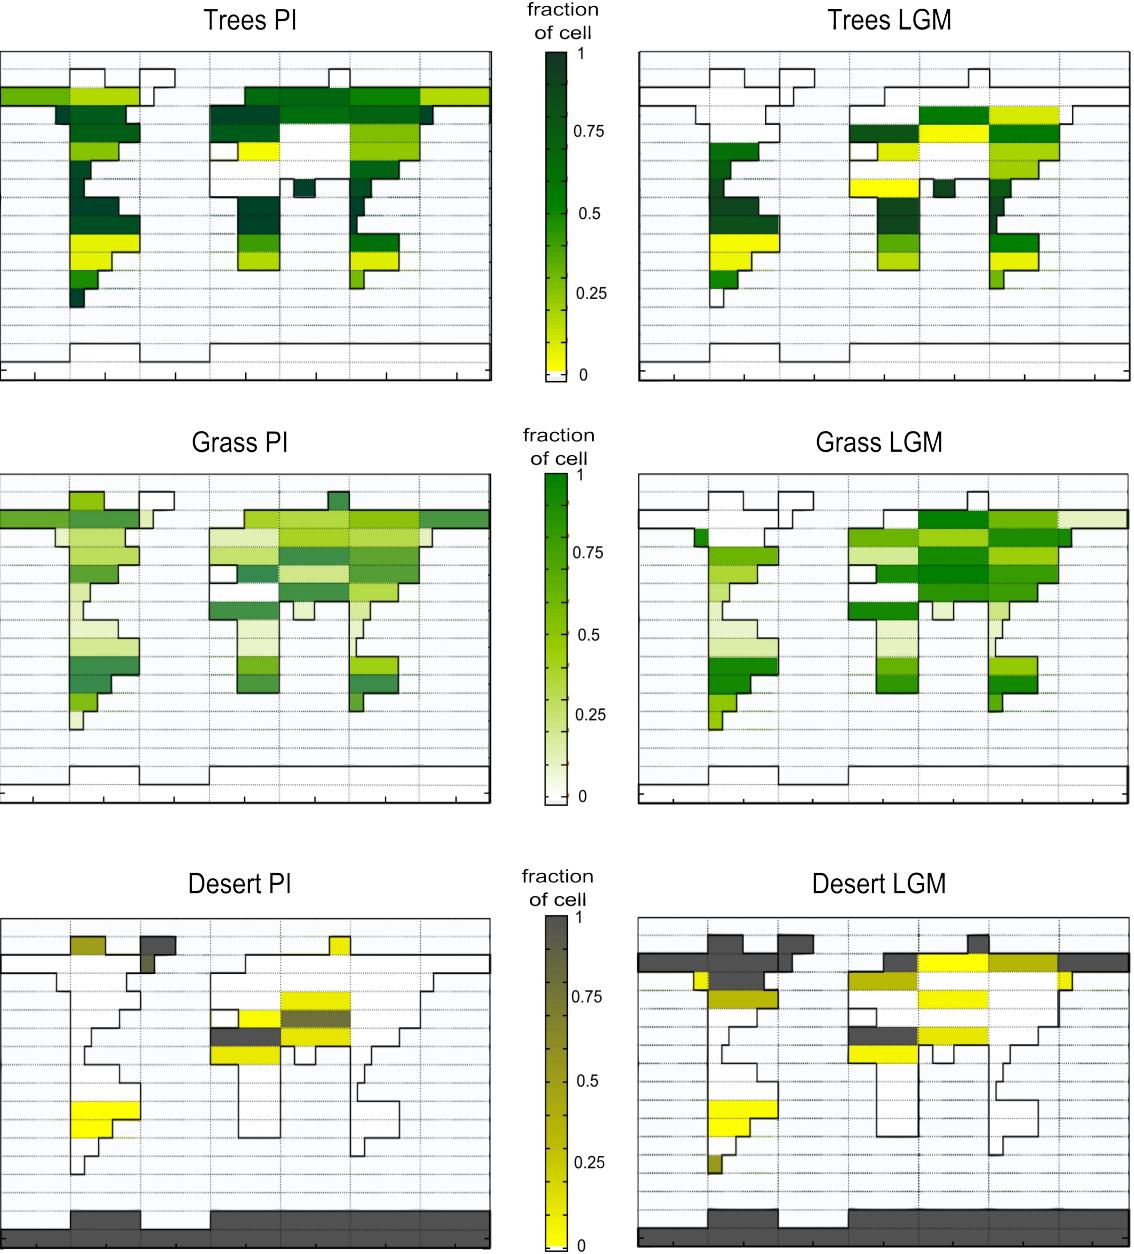 Trees PI
fraction
of cell
Trees LGM
1
0.75
0.5
0.25
0
Grass PI
fraction
of cell
Grass LGM
1
0.75
0.5
0.25
0
Desert PI
fraction
of cell
Desert LGM
1
0.75
0.5
0.25
0